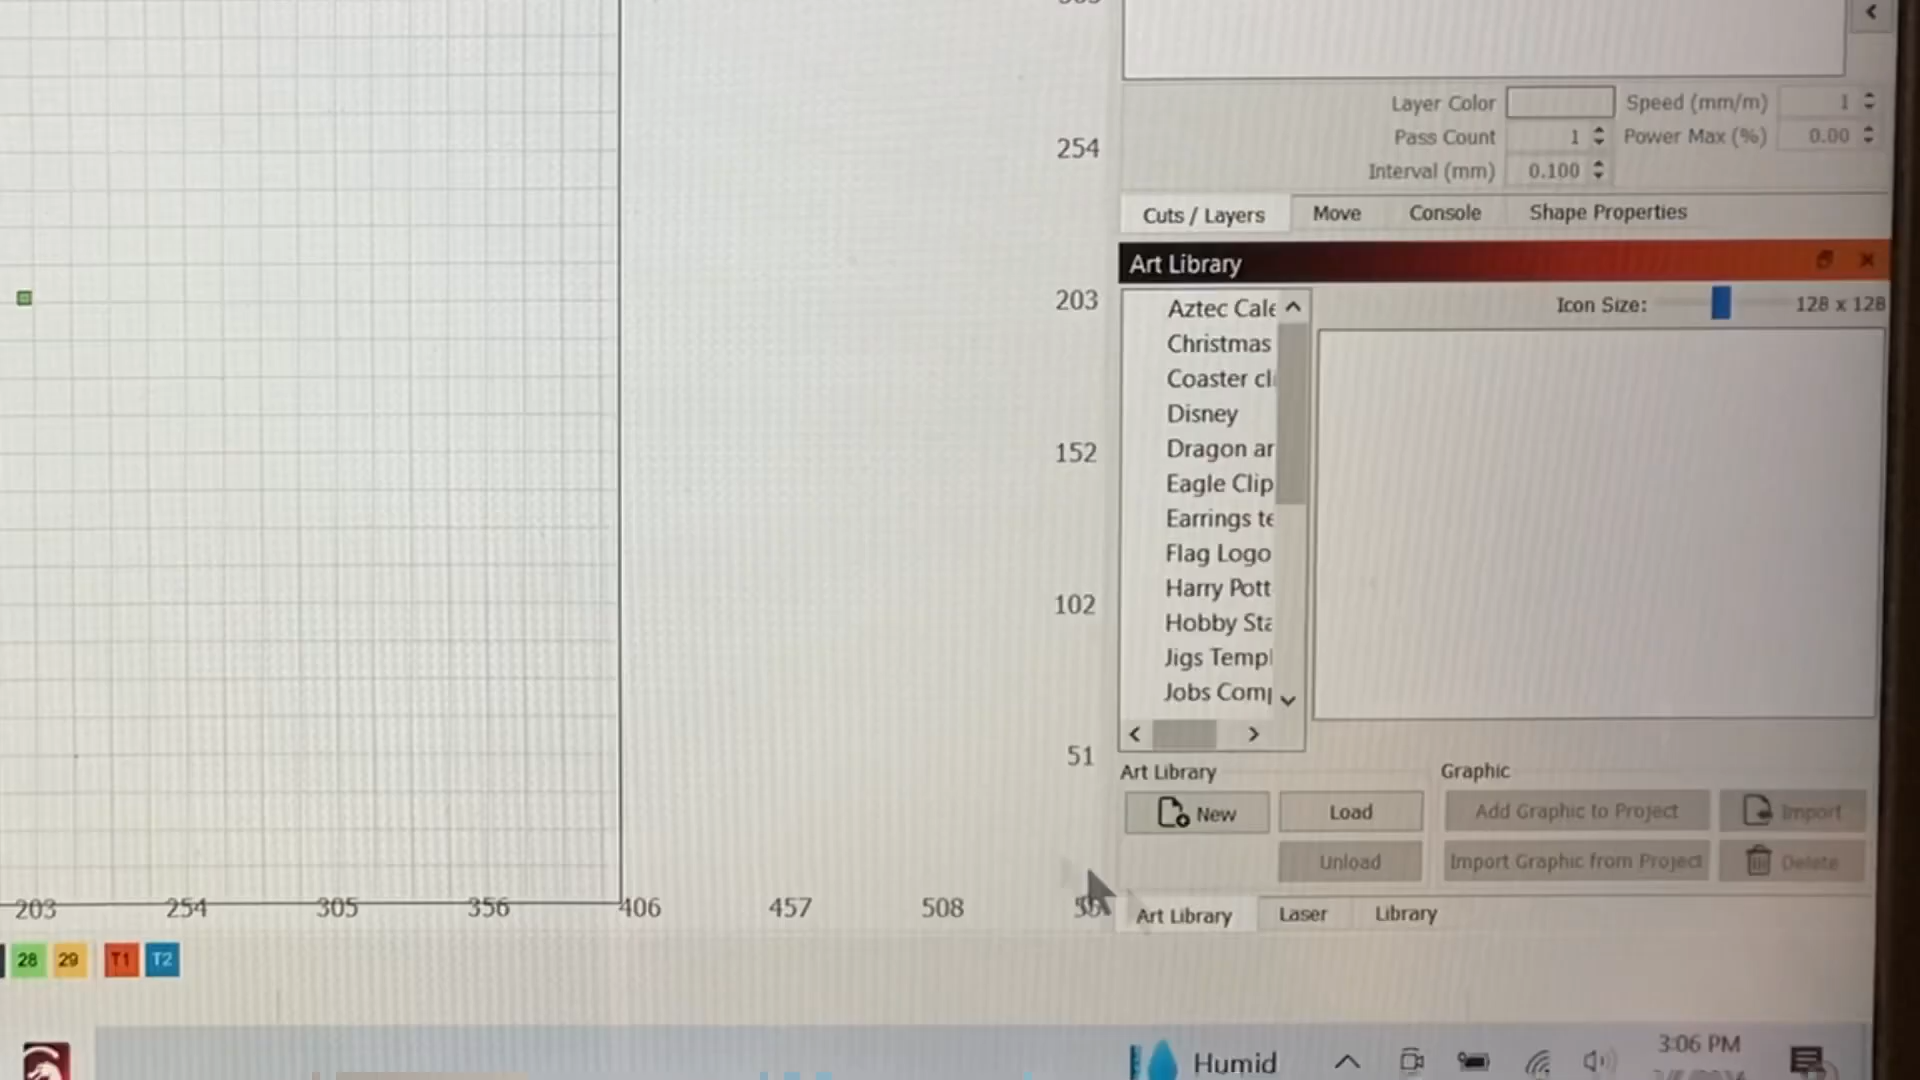 Layer Color
Speed (mm/m)
1
254
Pass Count
1
Power Max (%)
0.00
Interval (mm)
0.100
Cuts / Layers
Move
Console
Shape Properties
Art Library
203
Aztec Cale
Icon Size:
128 x 128
Christmas
Coaster cli
Disney
152
Dragon ar
Eagle Clip
Earrings te
Flag Logo
102
Harry Pott
Hobby Sta
Jigs Templ
Jobs Comp
51
Art Library
Graphic
New
Load
Add Graphic to Project
Import
Unload
Import Graphic from Project
Delete
203
254
305
356
406
457
508
Art Library
Laser
Library
28
29
T1
T2
Humid
3:06 PM